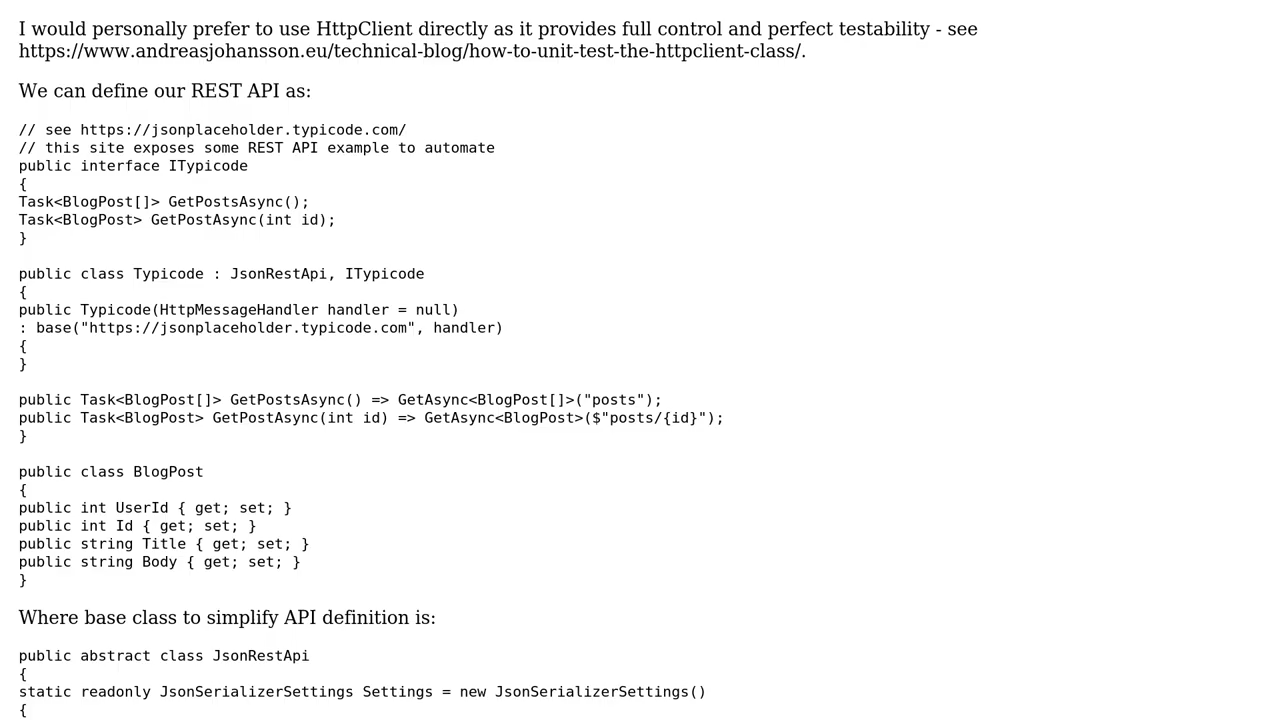 I would personally prefer to use HttpClient directly as it provides full control and perfect testability - see
https://www.andreasjohansson.eu/technical-blog/how-to-unit-test-the-httpclient-class/.
We can define our REST API as:
// see https://jsonplaceholder.typicode.com/
// this site exposes some REST API example to automate
public interface ITypicode
{
Task<BlogPost[]> GetPostsAsync();
Task<BlogPost> GetPostAsync(int id);
}
public class Typicode : JsonRestApi, ITypicode
{
public Typicode(HttpMessageHandler handler = null)
: base("https://jsonplaceholder.typicode.com", handler)
{
}
public Task<BlogPost[]> GetPostsAsync() => GetAsync<BlogPost[]>("posts");
public Task<BlogPost> GetPostAsync(int id) => GetAsync<BlogPost>($"posts/{id}");
}
public class BlogPost
{
public int UserId { get; set; }
public int Id { get; set; }
public string Title { get; set; }
public string Body { get; set; }
}
Where base class to simplify API definition is:
public abstract class JsonRestApi
{
static readonly JsonSerializerSettings Settings = new JsonSerializerSettings()
{